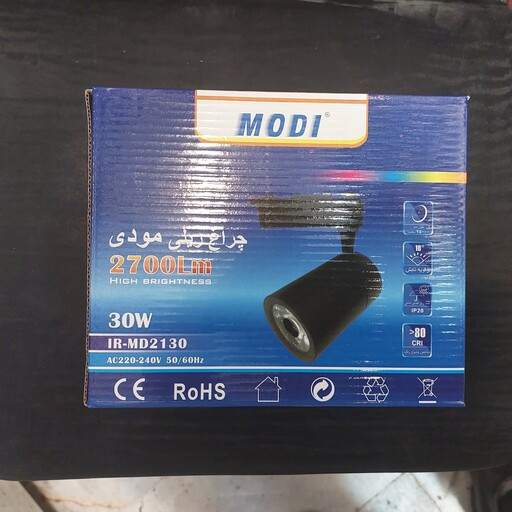 MODI®
چراغ ریلی مودی
2700Lm
HIGH BRIGHTNESS
30W
IR-MD2130
AC220-240V 50/60Hz
IP20
>80
CRI
CE RoHS